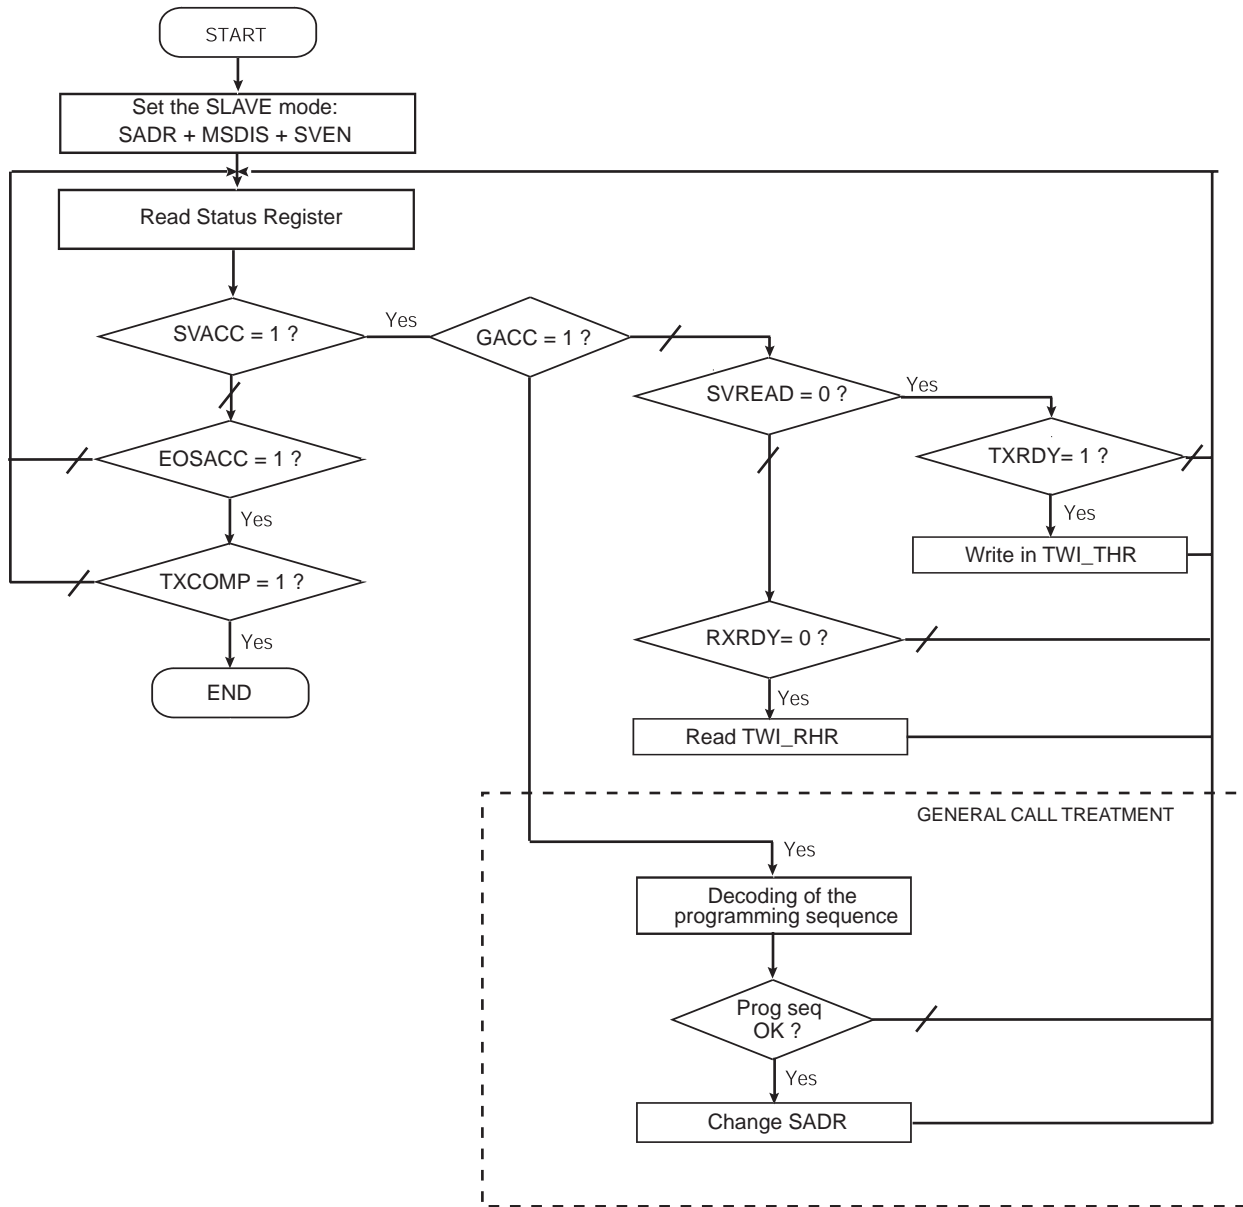 START
Set the SLAVE mode:
SADR + MSDIS + SVEN
Read Status Register
SVACC = 1 ?
Yes
GACC = 1 ?
SVREAD = 0 ?
Yes
EOSACC = 1 ?
TXRDY= 1 ?
Yes
Yes
Write in TWI_THR
TXCOMP = 1 ?
Yes
RXRDY= 0 ?
END
Yes
Read TWI_RHR
GENERAL CALL TREATMENT
Yes
Decoding of the
programming sequence
Prog seq
OK ?
Yes
Change SADR